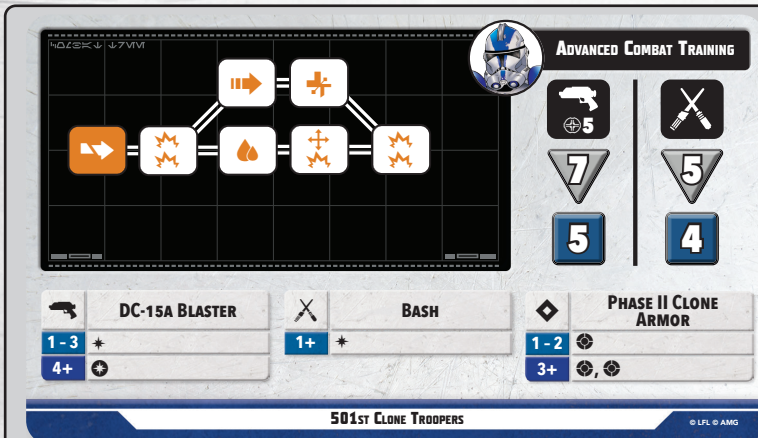 Advanced Combat Training
5
7
5
5
4
DC-15A Blaster
1 - 3
4+
Bash
1+
Phase II Clone
Armor
1 - 2
3+
,
501st Clone Troopers
© LFL © AMG